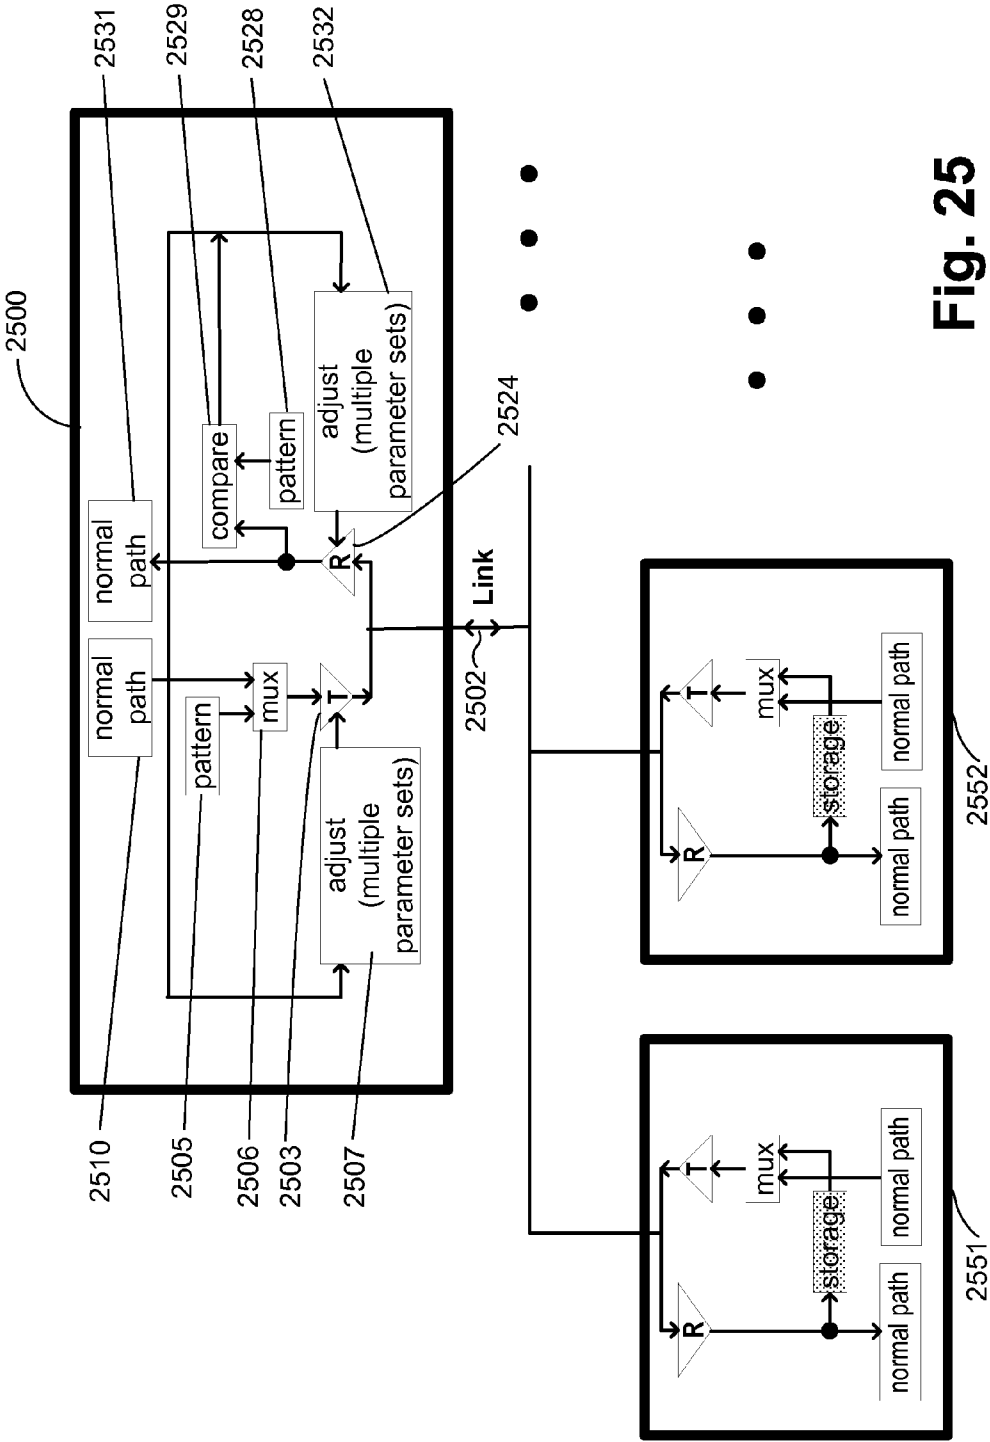 2500
2510
2505
2506
2503
2507
2531
2529
2528
2532
2524
normal
path
normal
path
pattern
mux
T
adjust
(multiple
parameter sets)
compare
pattern
R
adjust
(multiple
parameter sets)
2502
Link
R
T
mux
storage
normal path
normal path
2551
R
T
mux
storage
normal path
normal path
2552
Fig. 25